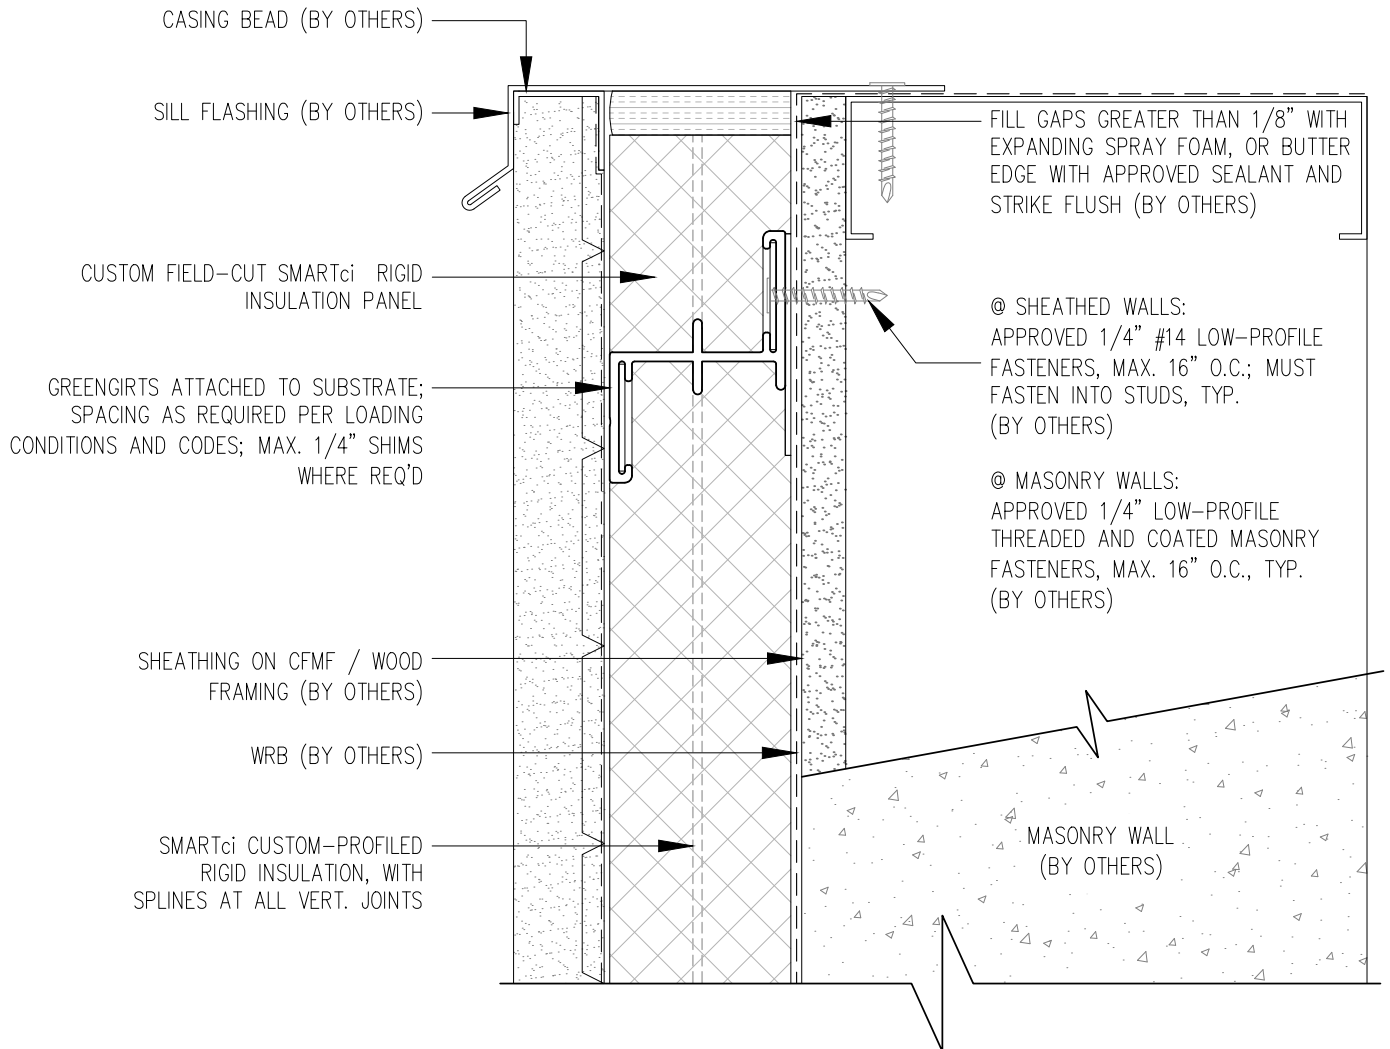 CASING BEAD (BY OTHERS)
SILL FLASHING (BY OTHERS)
CUSTOM FIELD-CUT SMARTci RIGID
INSULATION PANEL
GREENGIRTS ATTACHED TO SUBSTRATE;
SPACING AS REQUIRED PER LOADING
CONDITIONS AND CODES; MAX. 1/4" SHIMS
WHERE REQ'D
SHEATHING ON CFMF / WOOD
FRAMING (BY OTHERS)
WRB (BY OTHERS)
SMARTci CUSTOM-PROFILED
RIGID INSULATION, WITH
SPLINES AT ALL VERT. JOINTS
FILL GAPS GREATER THAN 1/8" WITH
EXPANDING SPRAY FOAM, OR BUTTER
EDGE WITH APPROVED SEALANT AND
STRIKE FLUSH (BY OTHERS)
@ SHEATHED WALLS:
APPROVED 1/4" #14 LOW-PROFILE
FASTENERS, MAX. 16" O.C.; MUST
FASTEN INTO STUDS, TYP.
(BY OTHERS)
@ MASONRY WALLS:
APPROVED 1/4" LOW-PROFILE
THREADED AND COATED MASONRY
FASTENERS, MAX. 16" O.C., TYP.
(BY OTHERS)
MASONRY WALL
(BY OTHERS)